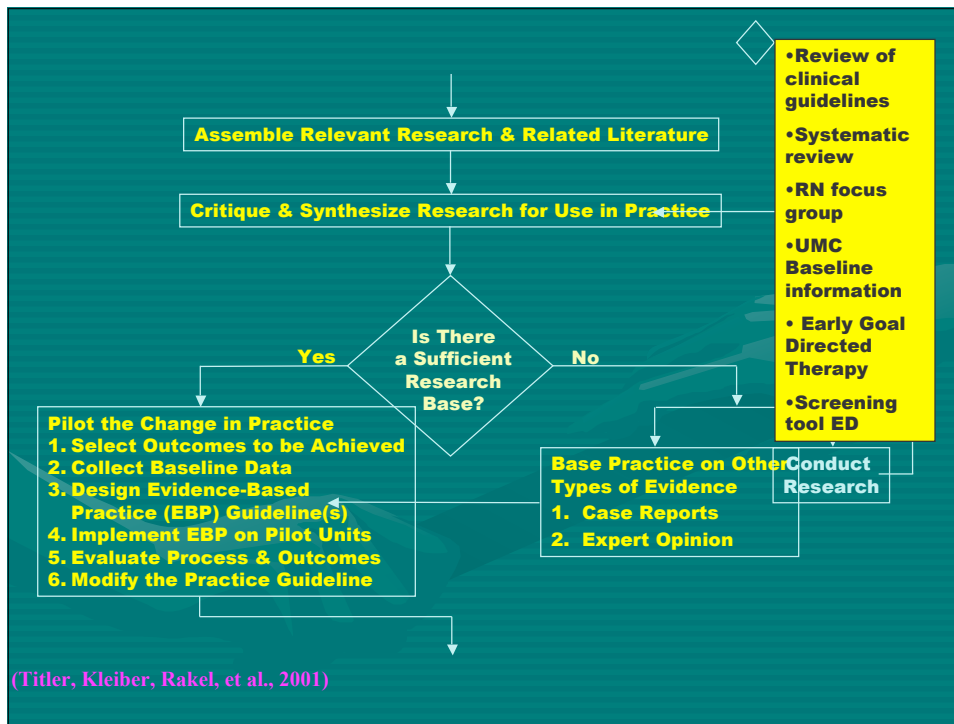 Assemble Relevant Research & Related Literature
Critique & Synthesize Research for Use in Practice
Is There
a Sufficient
Research
Base?
Yes
No
Pilot the Change in Practice
1. Select Outcomes to be Achieved
2. Collect Baseline Data
3. Design Evidence-Based
Practice (EBP) Guideline(s)
4. Implement EBP on Pilot Units
5. Evaluate Process & Outcomes
6. Modify the Practice Guideline
Base Practice on Other
Types of Evidence
1. Case Reports
2. Expert Opinion
Conduct
Research
•Review of
clinical
guidelines
•Systematic
review
•RN focus
group
•UMC
Baseline
information
• Early Goal
Directed
Therapy
•Screening
tool ED
(Titler, Kleiber, Rakel, et al., 2001)